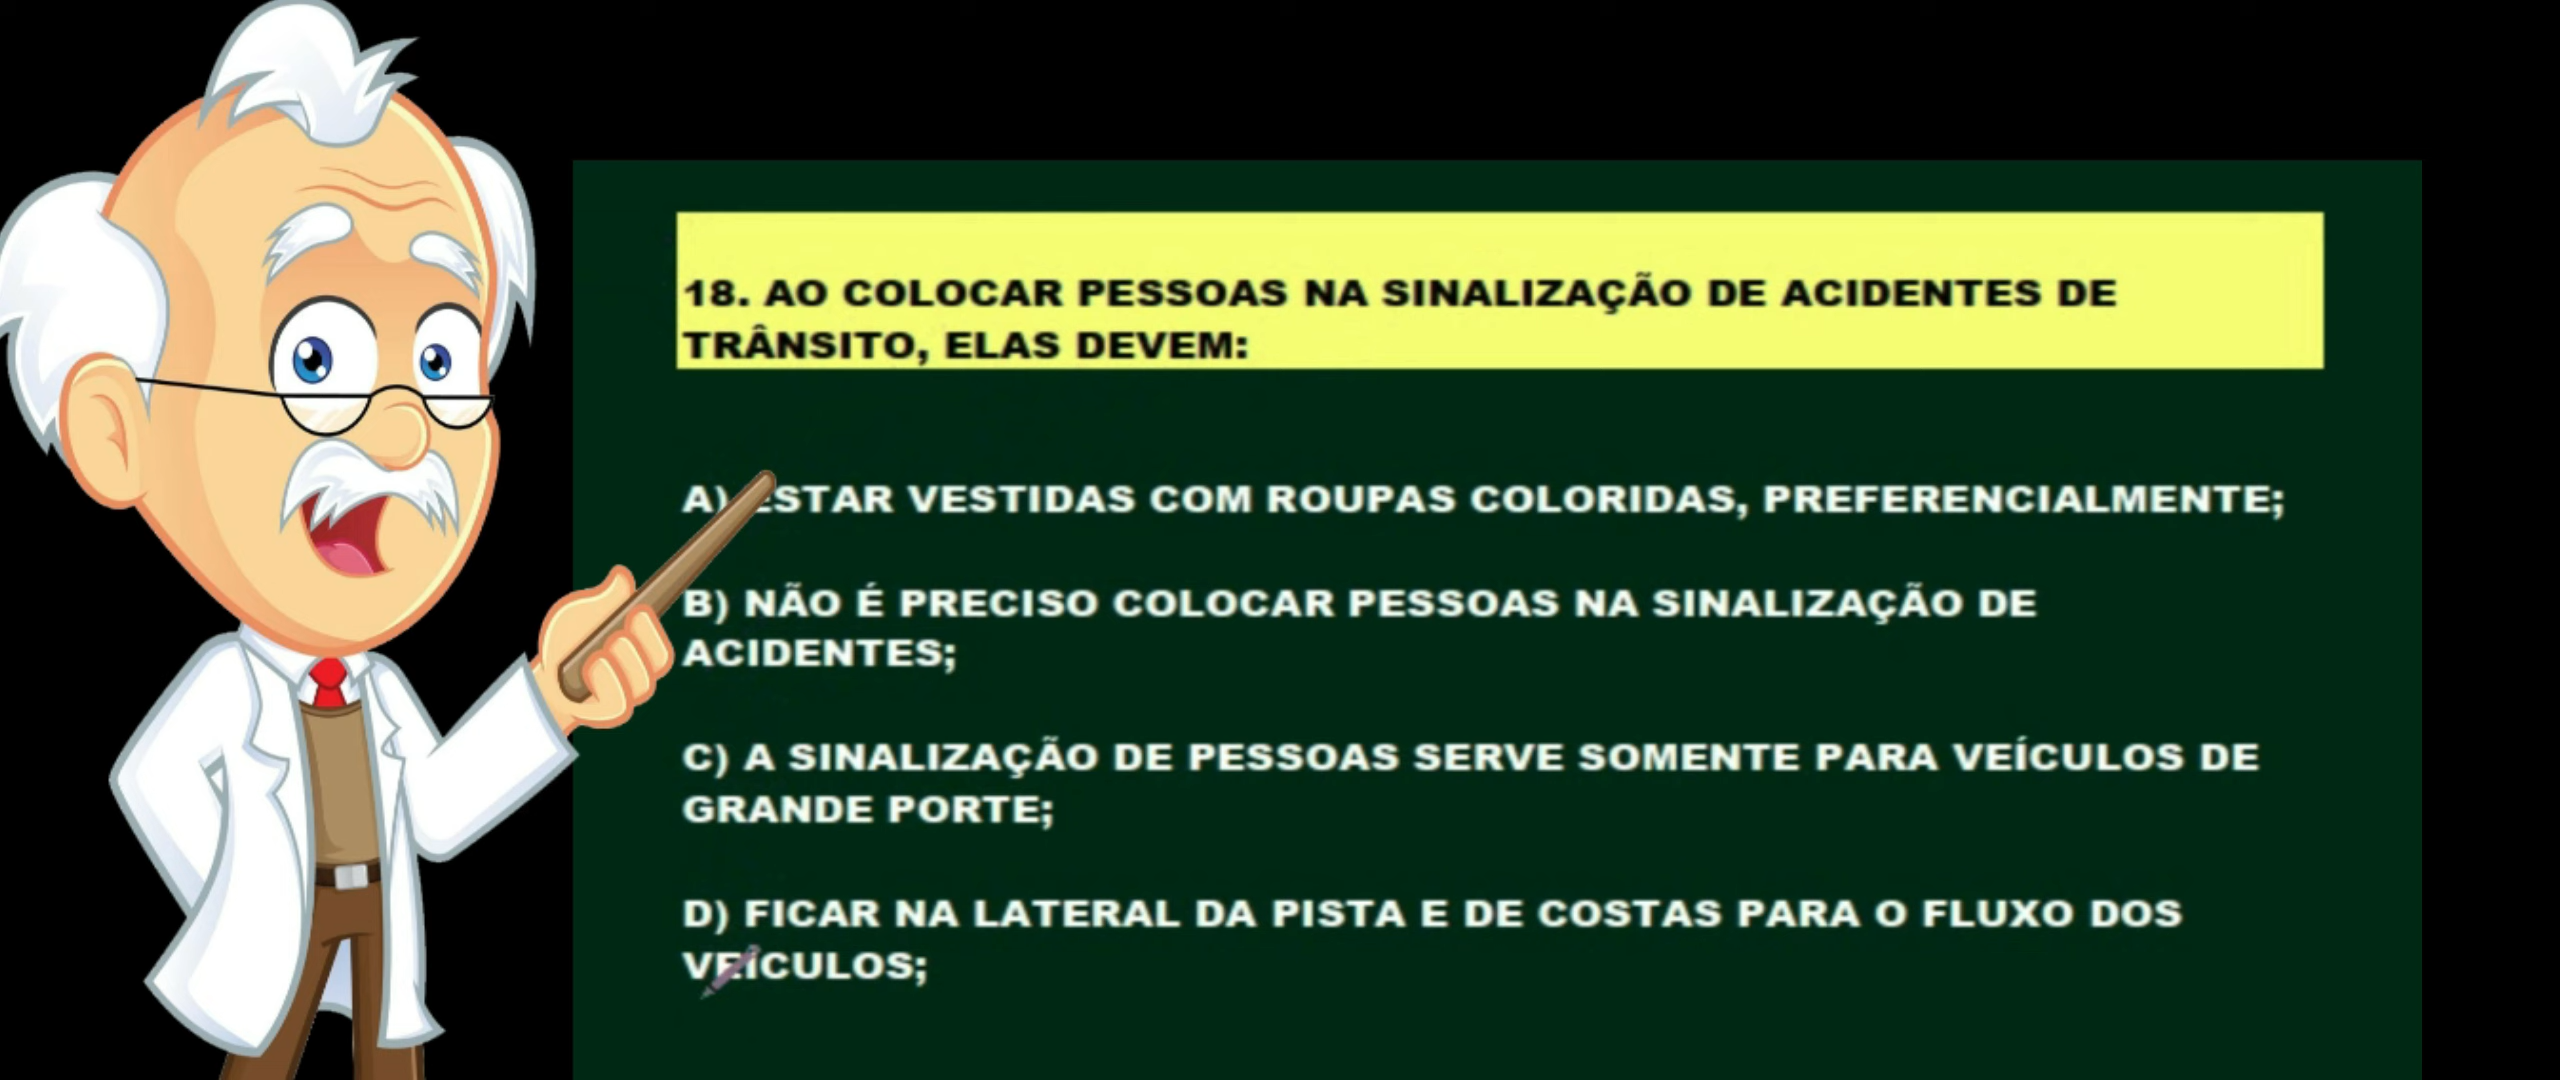 18. AO COLOCAR PESSOAS NA SINALIZAÇÃO DE ACIDENTES DE
TRÂNSITO, ELAS DEVEM:
A) ESTAR VESTIDAS COM ROUPAS COLORIDAS, PREFERENCIALMENTE;
B) NÃO É PRECISO COLOCAR PESSOAS NA SINALIZAÇÃO DE
ACIDENTES;
C) A SINALIZAÇÃO DE PESSOAS SERVE SOMENTE PARA VEÍCULOS DE
GRANDE PORTE;
D) FICAR NA LATERAL DA PISTA E DE COSTAS PARA O FLUXO DOS
VEÍCULOS;